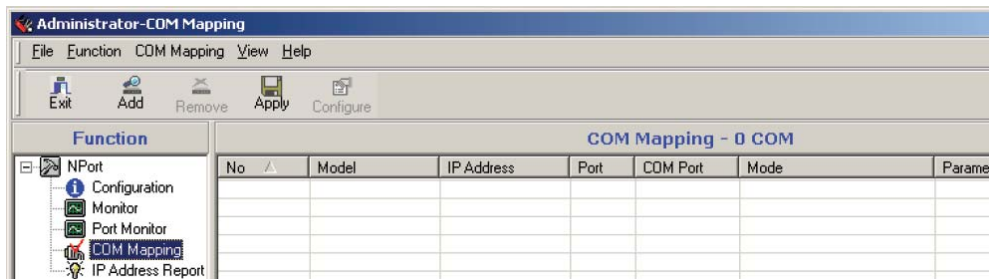 Administrator-COM Mapping
File Function COM Mapping View Help
Exit Add Remove Apply Configure
Function COM Mapping - 0 COM
NPort No Model IP Address Port COM Port Mode Parame
Configuration
Monitor
Port Monitor
COM Mapping
IP Address Report